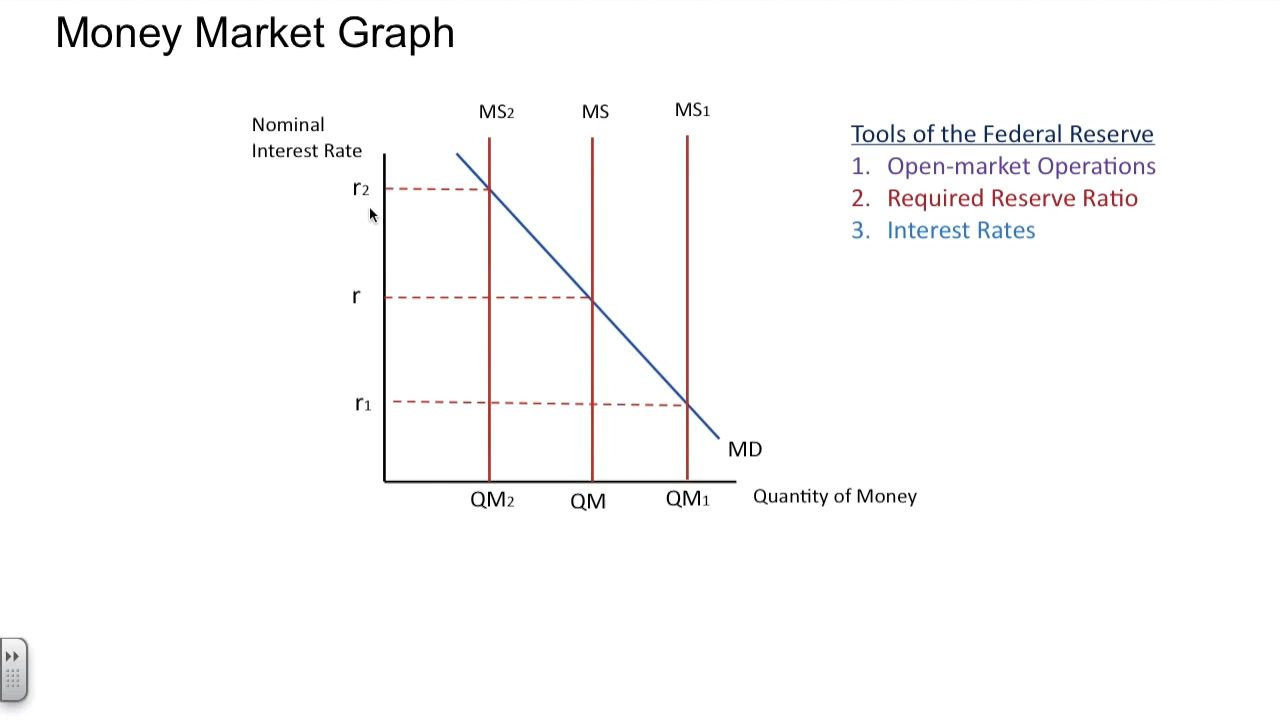 Money Market Graph
MS2
MS
MS1
Nominal
Interest Rate
r2
r
r1
MD
QM2
QM
QM1
Quantity of Money
Tools of the Federal Reserve
1. Open-market Operations
2. Required Reserve Ratio
3. Interest Rates